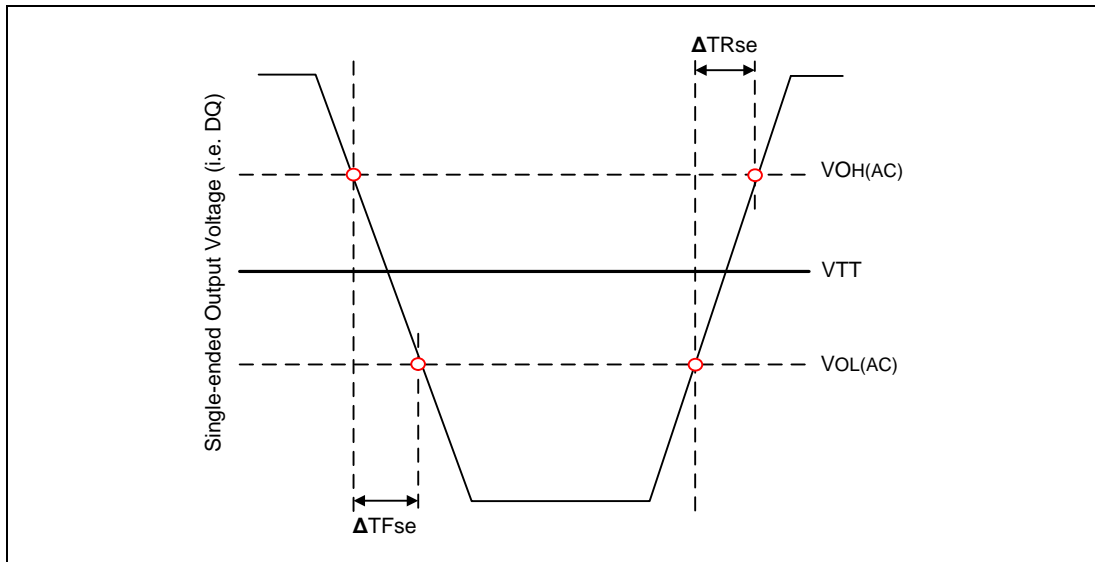 ΔTRse
Single-ended Output Voltage (i.e. DQ)
VOH(AC)
VTT
VOL(AC)
ΔTFse